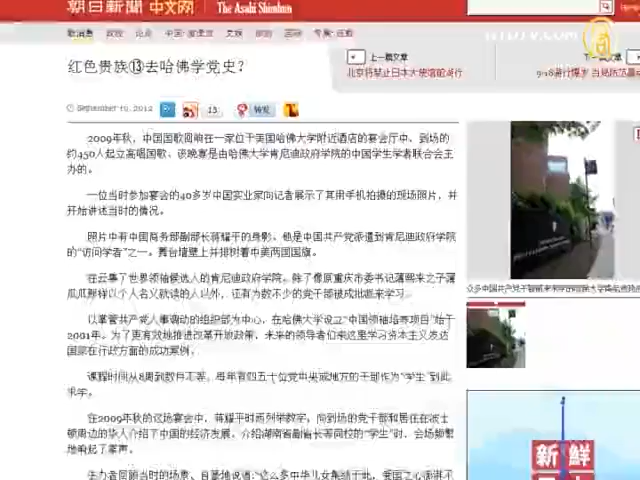 朝日新聞 中文网 The Asahi Shimbun
NTDTV.COM
上一篇文章
北京将禁止日本大使馆前游行
红色贵族⑬去哈佛学党史？
September 19, 2012
13
转发
2009年秋，中国国歌回响在一家位于美国哈佛大学附近酒店的宴会厅中，到场的
约450人起立高唱国歌。该晚宴是由哈佛大学肯尼迪政府学院的中国学生学者联合会主
办的。
一位当时参加宴会的40多岁中国实业家向记者展示了其用手机拍摄的现场照片，并
开始讲述当时的情况。
照片中有中国商务部副部长蒋耀平的身影。他是中国共产党派遣到肯尼迪政府学院
的“访问学者”之一。舞台墙壁上并排树着中美两国国旗。
在云集了世界领袖候选人的肯尼迪政府学院，除了像原重庆市委书记薄熙来之子薄
瓜瓜那样以个人名义就读的人以外，还有为数不少的党干部被成批派来学习。
以掌管共产党人事调动的组织部为中心，在哈佛大学设立“中国领袖培养项目”始于
2001年。为了更有效地推进改革开放政策，未来的领导者们来这里学习资本主义发达
国家在行政方面的成功案例。
课程时间从8周到数月不等。每年有四五十位党中央或地方的干部作为“学生”到此
求学。
在2009年秋的这场宴会中，蒋耀平时而列举数字，向到场的党干部和居住在波士
顿周边的华人介绍了中国的经济发展。介绍湖南省副省长等同校的“学生”时，会场频繁
地响起了掌声。
新鲜